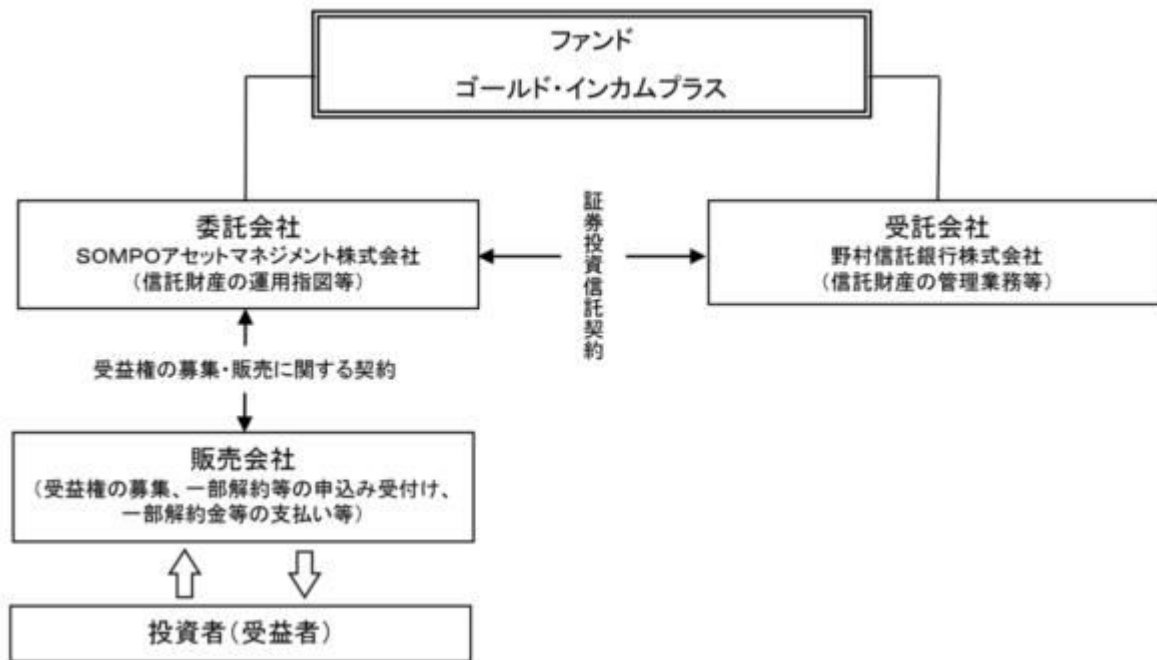 ファンド
ゴールド・インカムプラス
委託会社
SOMPOアセットマネジメント株式会社
（信託財産の運用指図等）
証券投資信託契約
受託会社
野村信託銀行株式会社
（信託財産の管理業務等）
受益権の募集・販売に関する契約
販売会社
（受益権の募集、一部解約等の申込み受付け、
一部解約金等の支払い等）
投資者（受益者）